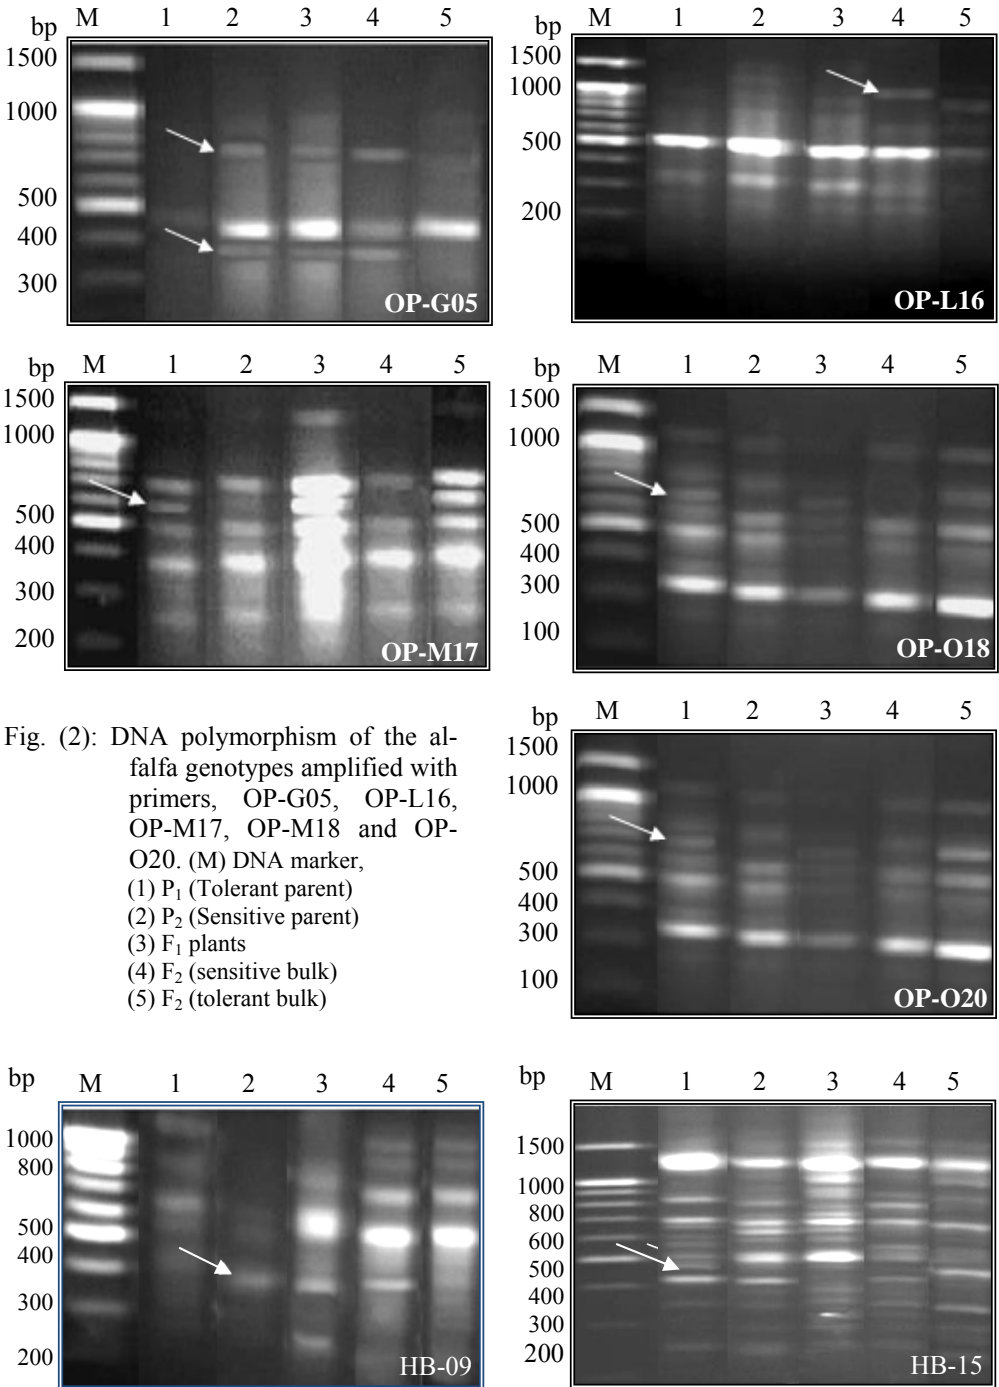 bp M 1 2 3 4 5
1500
1000
500
400
300
OP-G05
bp M 1 2 3 4 5
1500
1000
500
200
OP-L16
bp M 1 2 3 4 5
1500
1000
500
400
300
200
OP-M17
bp M 1 2 3 4 5
1500
1000
500
400
300
100
OP-O18
Fig. (2): DNA polymorphism of the al-
falfa genotypes amplified with
primers, OP-G05, OP-L16,
OP-M17, OP-M18 and OP-
O20. (M) DNA marker,
(1) P₁ (Tolerant parent)
(2) P₂ (Sensitive parent)
(3) F₁ plants
(4) F₂ (sensitive bulk)
(5) F₂ (tolerant bulk)
bp M 1 2 3 4 5
1500
1000
500
400
300
100
OP-O20
bp M 1 2 3 4 5
1000
800
500
400
300
200
HB-09
bp M 1 2 3 4 5
1500
1000
800
600
500
400
300
200
HB-15